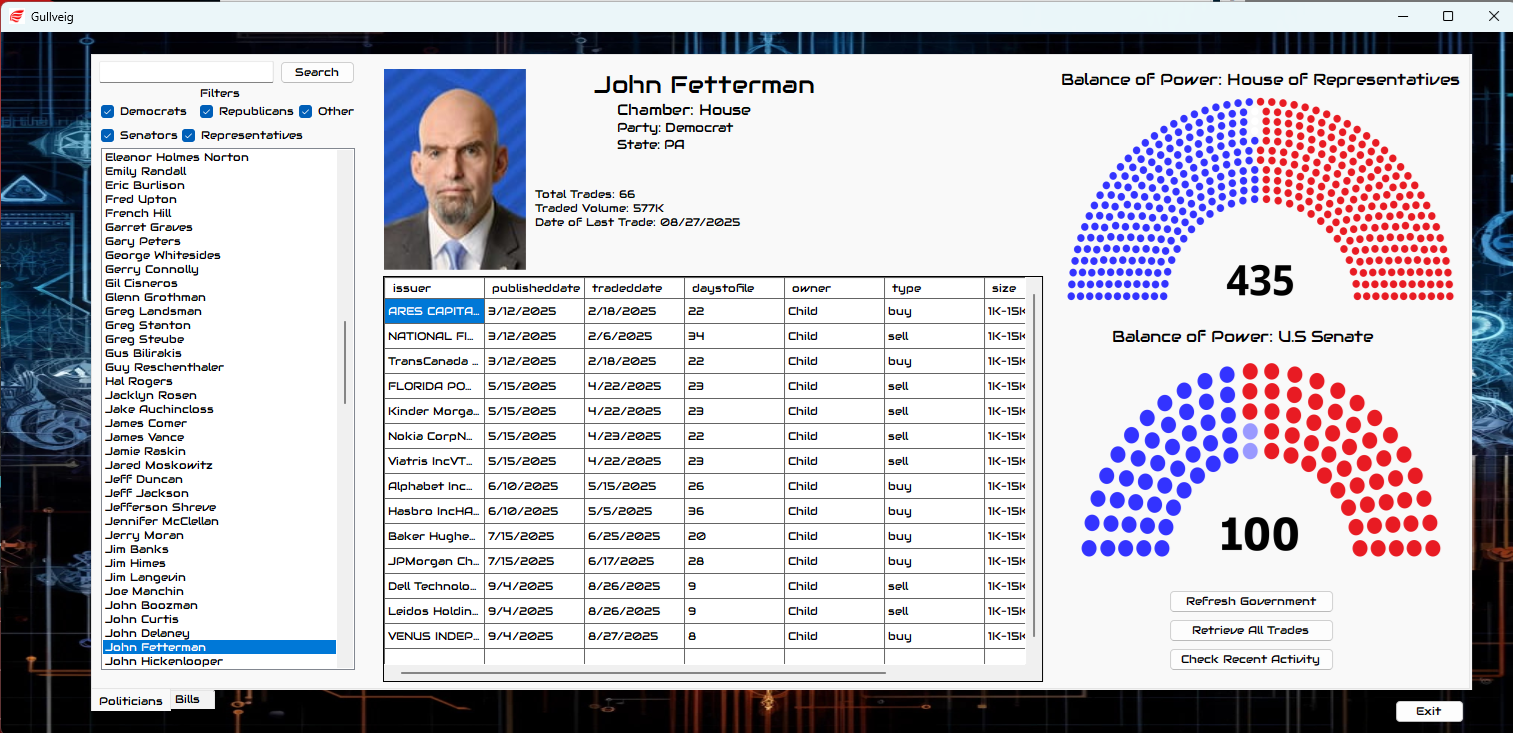 Gullveig
Search
Filters
Democrats Republicans Other
Senators Representatives
Eleanor Holmes Norton
Emily Randall
Eric Burlison
Fred Upton
French Hill
Garret Graves
Gary Peters
George Whitesides
Gerry Connolly
Gil Cisneros
Glenn Grothman
Greg Landsman
Greg Stanton
Greg Steube
Gus Bilirakis
Guy Reschenthaler
Hal Rogers
Jacklyn Rosen
Jake Auchincloss
James Comer
James Vance
Jamie Raskin
Jared Moskowitz
Jeff Duncan
Jeff Jackson
Jefferson Shreve
Jennifer McClellan
Jerry Moran
Jim Banks
Jim Himes
Jim Langevin
Joe Manchin
John Boozman
John Curtis
John Delaney
John Fetterman
John Hickenlooper
Politicians Bills
John Fetterman
Chamber: House
Party: Democrat
State: PA
Total Trades: 66
Traded Volume: 577K
Date of Last Trade: 08/27/2025
issuer publisheddate tradeddate daystofile owner type size
ARES CAPITA... 3/12/2025 2/18/2025 22 Child buy 1K-15K
NATIONAL FI... 3/12/2025 2/6/2025 34 Child sell 1K-15K
TransCanada ... 3/12/2025 2/18/2025 22 Child buy 1K-15K
FLORIDA PO... 5/15/2025 4/22/2025 23 Child sell 1K-15K
Kinder Morga... 5/15/2025 4/22/2025 23 Child sell 1K-15K
Nokia CorpN... 5/15/2025 4/23/2025 22 Child sell 1K-15K
Viatris IncVT... 5/15/2025 4/22/2025 23 Child sell 1K-15K
Alphabet Inc... 6/10/2025 5/15/2025 26 Child buy 1K-15K
Hasbro IncHA... 6/10/2025 5/5/2025 36 Child buy 1K-15K
Baker Hughe... 7/15/2025 6/25/2025 20 Child buy 1K-15K
JPMorgan Ch... 7/15/2025 6/17/2025 28 Child buy 1K-15K
Dell Technolo... 9/4/2025 8/26/2025 9 Child sell 1K-15K
Leidos Holdin... 9/4/2025 8/26/2025 9 Child sell 1K-15K
VENUS INDEP... 9/4/2025 8/27/2025 8 Child buy 1K-15K
Balance of Power: House of Representatives
435
Balance of Power: U.S Senate
100
Refresh Government
Retrieve All Trades
Check Recent Activity
Exit